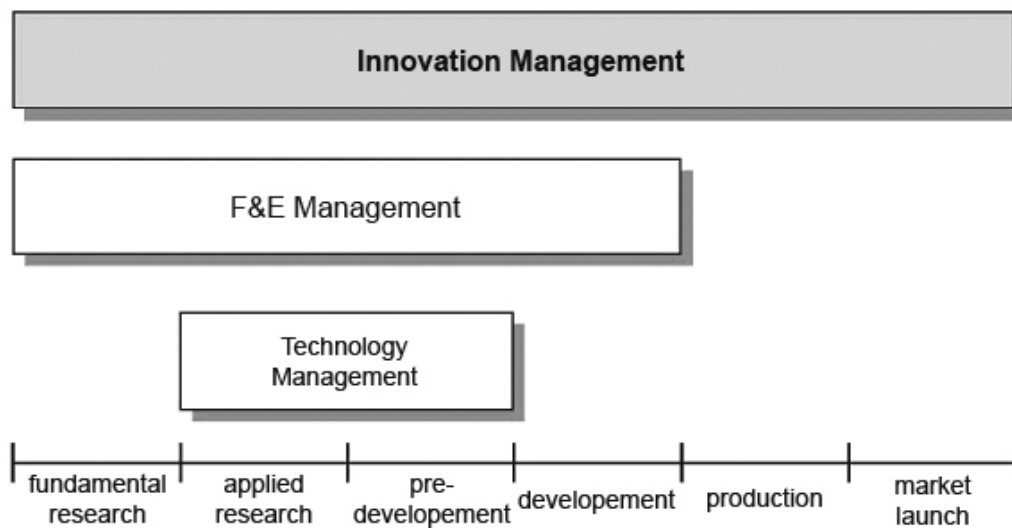 Innovation Management
F&E Management
Technology
Management
fundamental
research
applied
research
pre-
developement
developement
production
market
launch